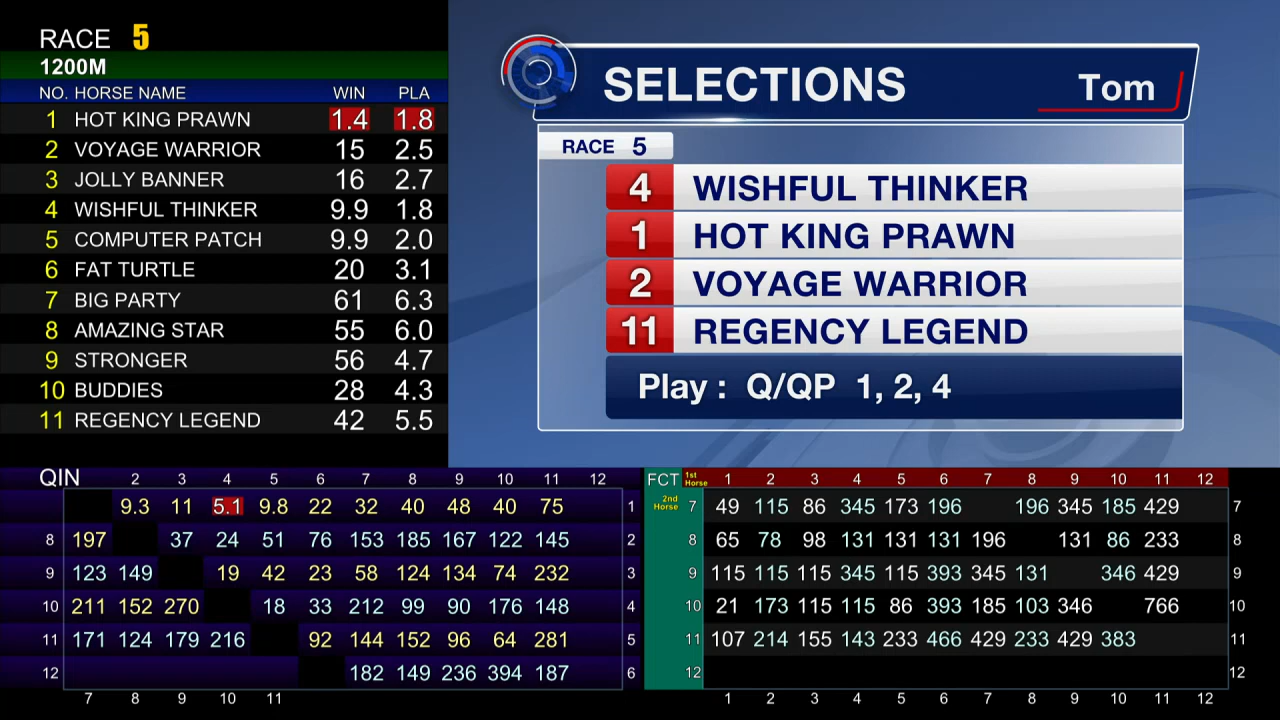 RACE 5
1200M
NO. HORSE NAME WIN PLA
1 HOT KING PRAWN 1.4 1.8
2 VOYAGE WARRIOR 15 2.5
3 JOLLY BANNER 16 2.7
4 WISHFUL THINKER 9.9 1.8
5 COMPUTER PATCH 9.9 2.0
6 FAT TURTLE 20 3.1
7 BIG PARTY 61 6.3
8 AMAZING STAR 55 6.0
9 STRONGER 56 4.7
10 BUDDIES 28 4.3
11 REGENCY LEGEND 42 5.5
SELECTIONS Tom
RACE 5
4 WISHFUL THINKER
1 HOT KING PRAWN
2 VOYAGE WARRIOR
11 REGENCY LEGEND
Play : Q/QP 1, 2, 4
QIN 2 3 4 5 6 7 8 9 10 11 12
9.3 11 5.1 9.8 22 32 40 48 40 75 1
8 197 37 24 51 76 153 185 167 122 145 2
9 123 149 19 42 23 58 124 134 74 232 3
10 211 152 270 18 33 212 99 90 176 148 4
11 171 124 179 216 92 144 152 96 64 281 5
12 182 149 236 394 187 6
7 8 9 10 11
FCT 1st Horse 1 2 3 4 5 6 7 8 9 10 11 12
2nd Horse 7 49 115 86 345 173 196 196 345 185 429 7
8 65 78 98 131 131 131 196 131 86 233 8
9 115 115 115 345 115 393 345 131 346 429 9
10 21 173 115 115 86 393 185 103 346 766 10
11 107 214 155 143 233 466 429 233 429 383 11
12 12
1 2 3 4 5 6 7 8 9 10 11 12